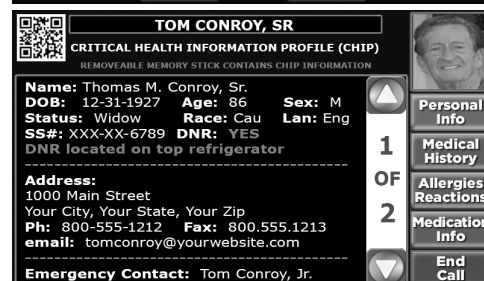 TOM CONROY, SR
CRITICAL HEALTH INFORMATION PROFILE (CHIP)
REMOVEABLE MEMORY STICK CONTAINS CHIP INFORMATION
Name: Thomas M. Conroy, Sr.
DOB: 12-31-1927 Age: 86 Sex: M
Status: Widow Race: Cau Lan: Eng
SS#: XXX-XX-6789 DNR: YES
DNR located on top refrigerator
Address:
1000 Main Street
Your City, Your State, Your Zip
Ph: 800-555-1212 Fax: 800.555.1213
email: tomconroy@yourwebsite.com
Emergency Contact: Tom Conroy, Jr.
1
OF
2
Personal
Info
Medical
History
Allergies
Reactions
Medication
Info
End
Call